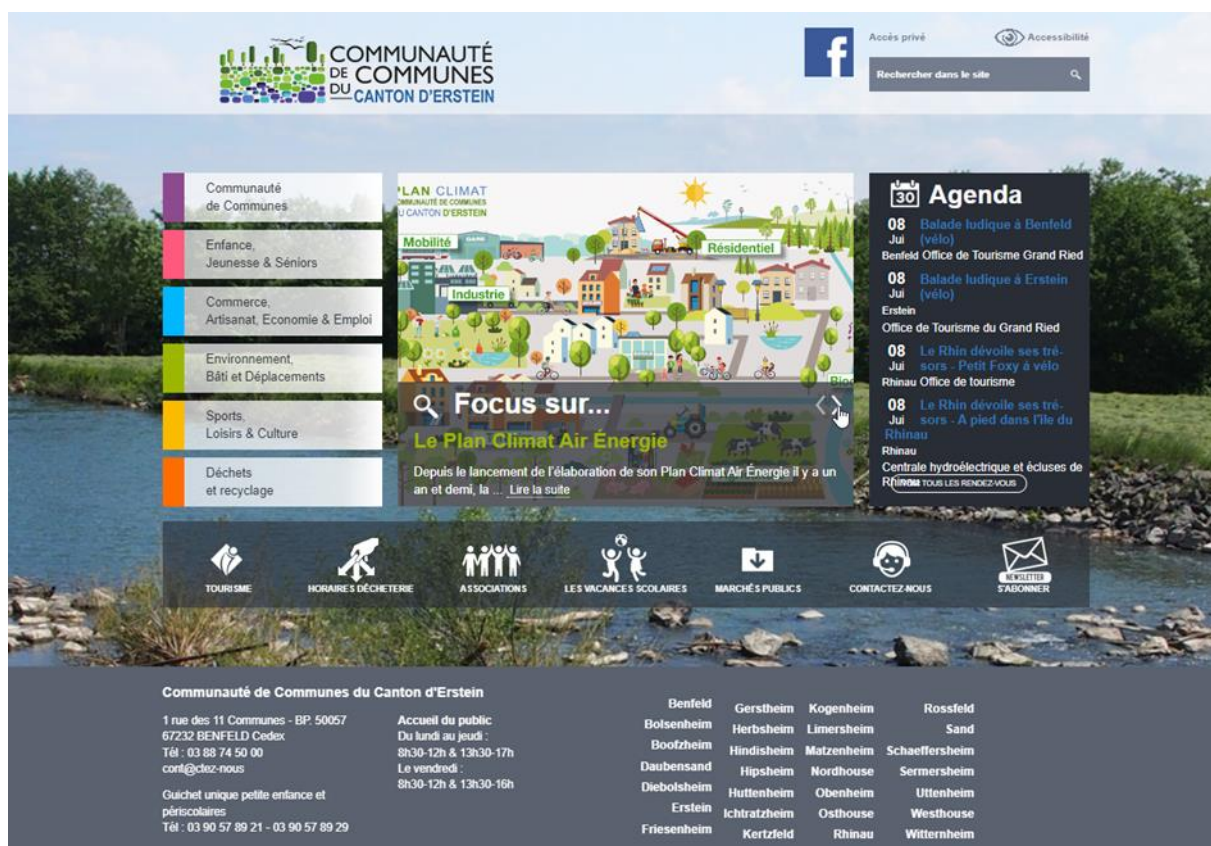 COMMUNAUTÉ
DE COMMUNES
DU CANTON D'ERSTEIN
Accés privé
Accessibilité
Rechercher dans le site
Communauté
de Communes
Enfance,
Jeunesse & Séniors
Commerce,
Artisanat, Economie & Emploi
Environnement,
Bâti et Déplacements
Sports,
Loisirs & Culture
Déchets
et recyclage
PLAN CLIMAT
COMMUNAUTÉ DE COMMUNES
DU CANTON D'ERSTEIN
Mobilité
GARE
Résidentiel
Industrie
Focus sur...
Le Plan Climat Air Énergie
Depuis le lancement de l'élaboration de son Plan Climat Air Énergie il y a un
an et demi, la ... Lire la suite
30 Agenda
08 Jui Balade ludique à Benfeld
(vélo)
Benfeld Office de Tourisme Grand Ried
08 Jui Balade ludique à Erstein
(vélo)
Erstein
Office de Tourisme du Grand Ried
08 Jui Le Rhin dévoile ses tré-
sors - Petit Foxy à vélo
Rhinau Office de tourisme
08 Jui Le Rhin dévoile ses tré-
sors - A pied dans l'île du
Rhinau
Rhinau
Centrale hydroélectrique et écluses de
Rhinau
TOUS LES RENDEZ-VOUS
TOURISME
HORAIRES DÉCHETERIE
ASSOCIATIONS
LES VACANCES SCOLAIRES
MARCHÉS PUBLICS
CONTACTEZ-NOUS
NEWSLETTER
S'ABONNER
Communauté de Communes du Canton d'Erstein
1 rue des 11 Communes - BP. 50057
67232 BENFELD Cedex
Tél : 03 88 74 50 00
cont@ctez-nous
Guichet unique petite enfance et
périscolaires
Tél : 03 90 57 89 21 - 03 90 57 89 29
Accueil du public
Du lundi au jeudi :
8h30-12h & 13h30-17h
Le vendredi :
8h30-12h & 13h30-16h
Benfeld
Bolsenheim
Boofzheim
Daubensand
Diebolsheim
Erstein
Friesenheim
Gerstheim
Herbsheim
Hindisheim
Hipsheim
Huttenheim
Ichtratzheim
Kertzfeld
Kogenheim
Limersheim
Matzenheim
Nordhouse
Obenheim
Osthouse
Rhinau
Rossfeld
Sand
Schaeffersheim
Sermersheim
Uttenheim
Westhouse
Witternheim